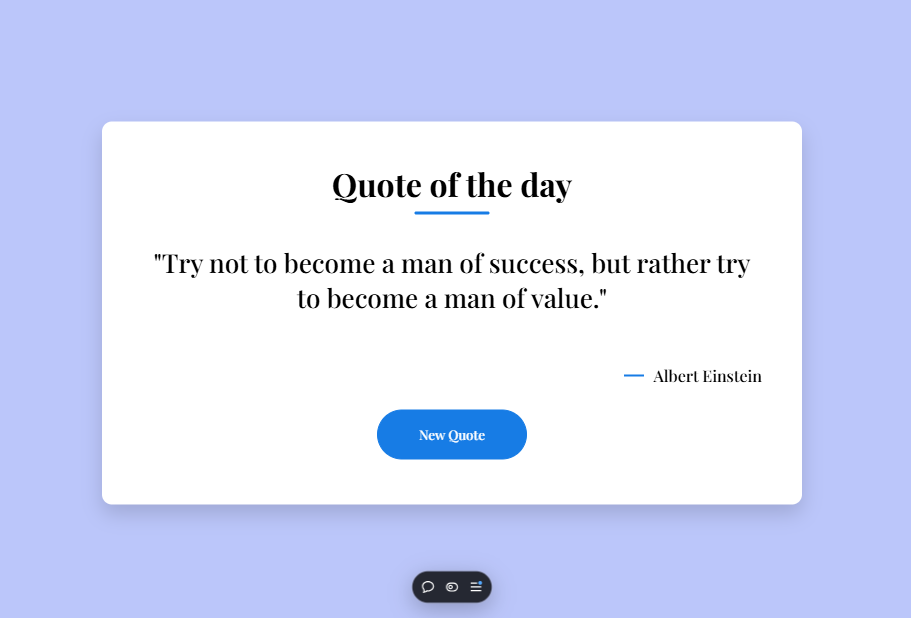 Quote of the day
"Try not to become a man of success, but rather try
to become a man of value."
Albert Einstein
New Quote